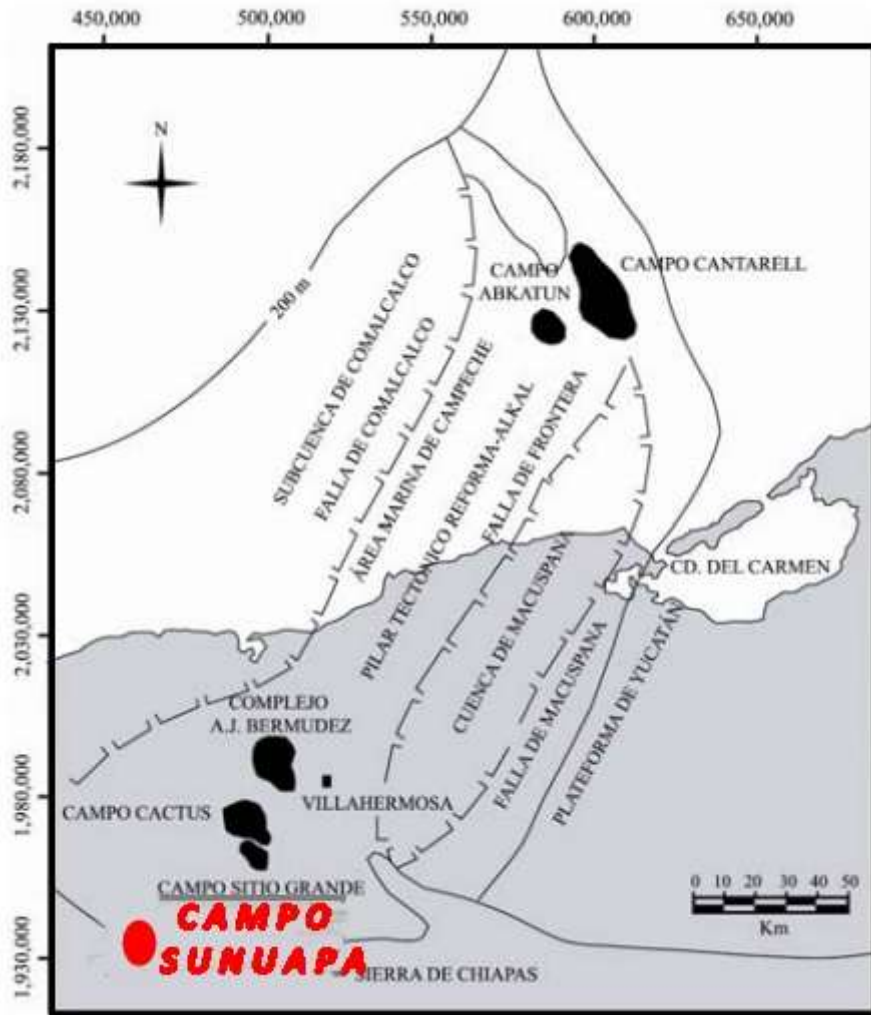 450,000
500,000
550,000
600,000
650,000
2,180,000
2,130,000
2,080,000
2,030,000
1,980,000
1,930,000
N
200 m
CAMPO
ABKATUN
CAMPO CANTARELL
SUBCUENCA DE COMALCALCO
FALLA DE COMALCALCO
ÁREA MARINA DE CAMPECHE
PILAR TECTÓNICO REFORMA-ALKAL
FALLA DE FRONTERA
CUENCA DE MACUSPANA
FALLA DE MACUSPANA
PLATEFORMA DE YUCATÁN
CD. DEL CARMEN
COMPLEJO
A.J. BERMUDEZ
VILLAHERMOSA
CAMPO CACTUS
CAMPO SITIO GRANDE
CAMPO
SUNUAPA
SIERRA DE CHIAPAS
0 10 20 30 40 50
Km